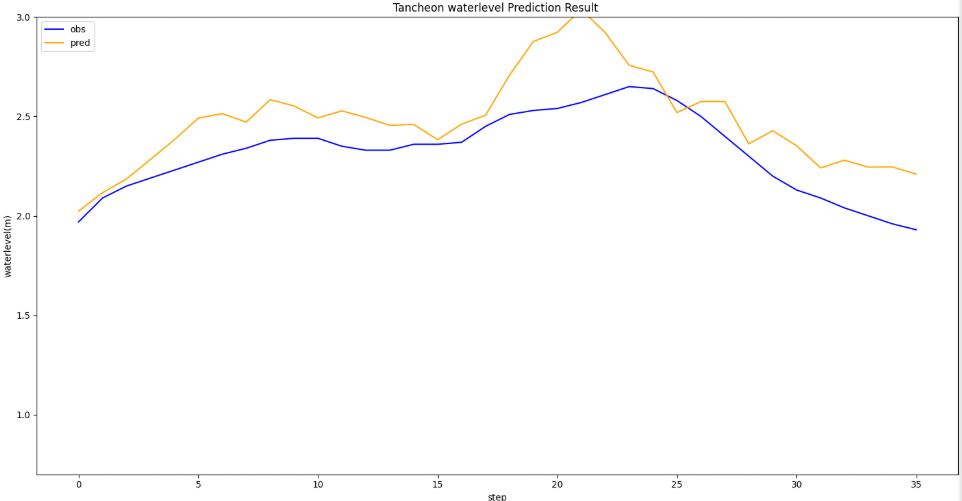 Tancheon waterlevel Prediction Result
obs
pred
3.0
2.5
2.0
1.5
1.0
waterlevel(m)
0 5 10 15 20 25 30 35
step